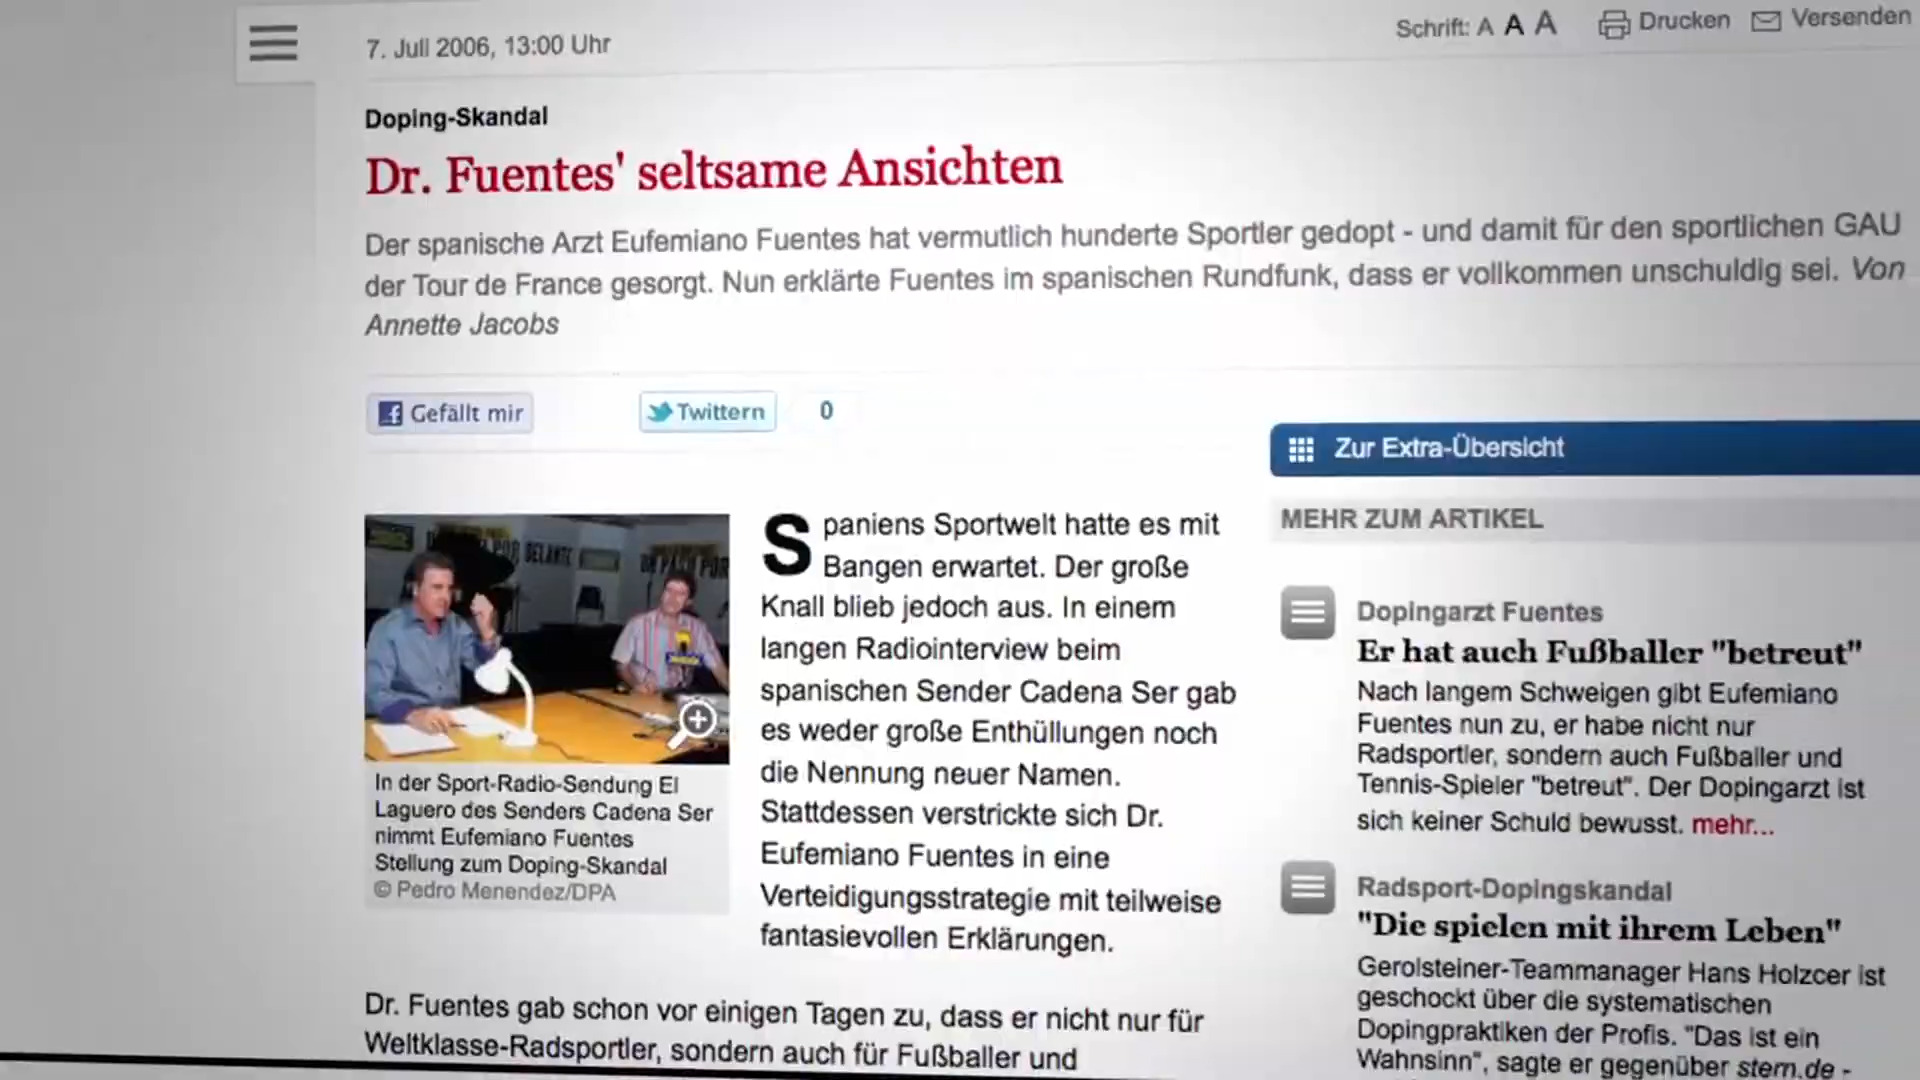 7. Juli 2006, 13:00 Uhr
Schrift: A A A
Drucken
Versenden
Doping-Skandal
Dr. Fuentes' seltsame Ansichten
Der spanische Arzt Eufemiano Fuentes hat vermutlich hunderte Sportler gedopt - und damit für den sportlichen GAU
der Tour de France gesorgt. Nun erklärte Fuentes im spanischen Rundfunk, dass er vollkommen unschuldig sei. Von
Annette Jacobs
Gefällt mir
Twittern
0
POR DELANTE
In der Sport-Radio-Sendung El
Laguero des Senders Cadena Ser
nimmt Eufemiano Fuentes
Stellung zum Doping-Skandal
© Pedro Menendez/DPA
Spaniens Sportwelt hatte es mit
Bangen erwartet. Der große
Knall blieb jedoch aus. In einem
langen Radiointerview beim
spanischen Sender Cadena Ser gab
es weder große Enthüllungen noch
die Nennung neuer Namen.
Stattdessen verstrickte sich Dr.
Eufemiano Fuentes in eine
Verteidigungsstrategie mit teilweise
fantasievollen Erklärungen.
Dr. Fuentes gab schon vor einigen Tagen zu, dass er nicht nur für
Weltklasse-Radsportler, sondern auch für Fußballer und
Zur Extra-Übersicht
MEHR ZUM ARTIKEL
Dopingarzt Fuentes
Er hat auch Fußballer "betreut"
Nach langem Schweigen gibt Eufemiano
Fuentes nun zu, er habe nicht nur
Radsportler, sondern auch Fußballer und
Tennis-Spieler "betreut". Der Dopingarzt ist
sich keiner Schuld bewusst. mehr...
Radsport-Dopingskandal
"Die spielen mit ihrem Leben"
Gerolsteiner-Teammanager Hans Holzcer ist
geschockt über die systematischen
Dopingpraktiken der Profis. "Das ist ein
Wahnsinn", sagte er gegenüber stern.de -